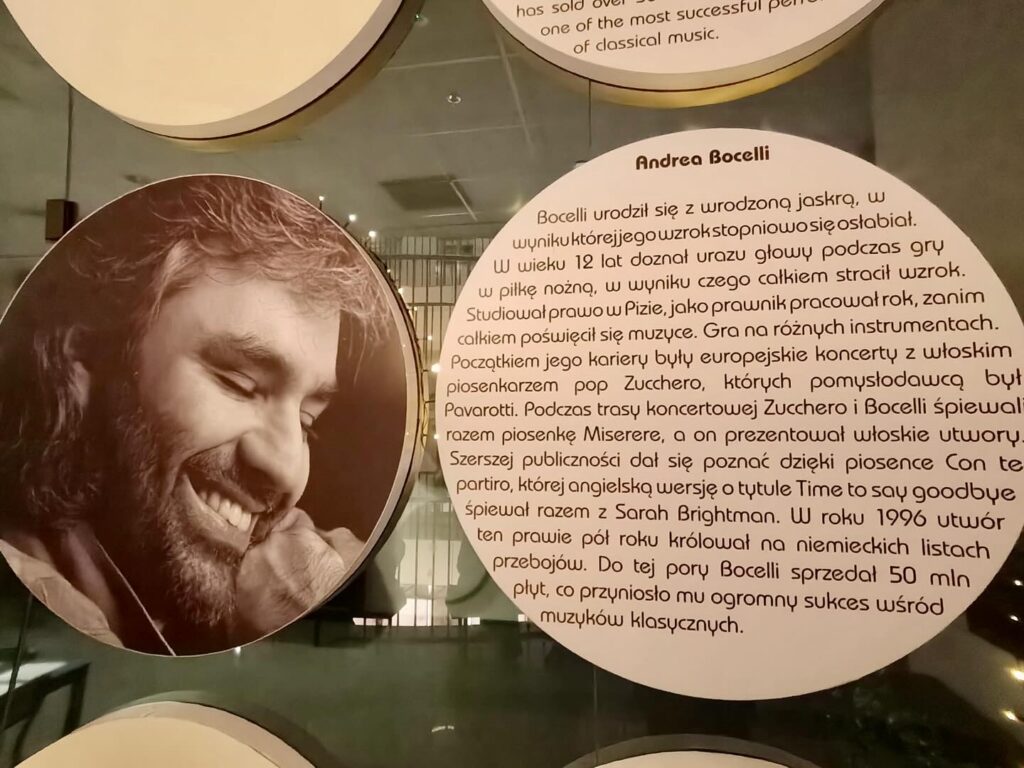 has sold over
one of the most successful
of classical music.
Andrea Bocelli
Bocelli urodził się z wrodzoną jaskrą, w
wyniku której jego wzrok stopniowo się osłabiał.
W wieku 12 lat doznał urazu głowy podczas gry
w piłkę nożną, w wyniku czego całkiem stracił wzrok.
Studiował prawo w Pizie, jako prawnik pracował rok, zanim
całkiem poświęcił się muzyce. Gra na różnych instrumentach.
Początkiem jego kariery były europejskie koncerty z włoskim
piosenkarzem pop Zucchero, których pomysłodawcą był
Pavarotti. Podczas trasy koncertowej Zucchero i Bocelli śpiewali
razem piosenkę Miserere, a on prezentował włoskie utwory.
Szerszej publiczności dał się poznać dzięki piosence Con te
partiro, której angielską wersję o tytule Time to say goodbye
śpiewał razem z Sarah Brightman. W roku 1996 utwór
ten prawie pół roku królował na niemieckich listach
przebojów. Do tej pory Bocelli sprzedał 50 mln
płyt, co przyniosło mu ogromny sukces wśród
muzyków klasycznych.